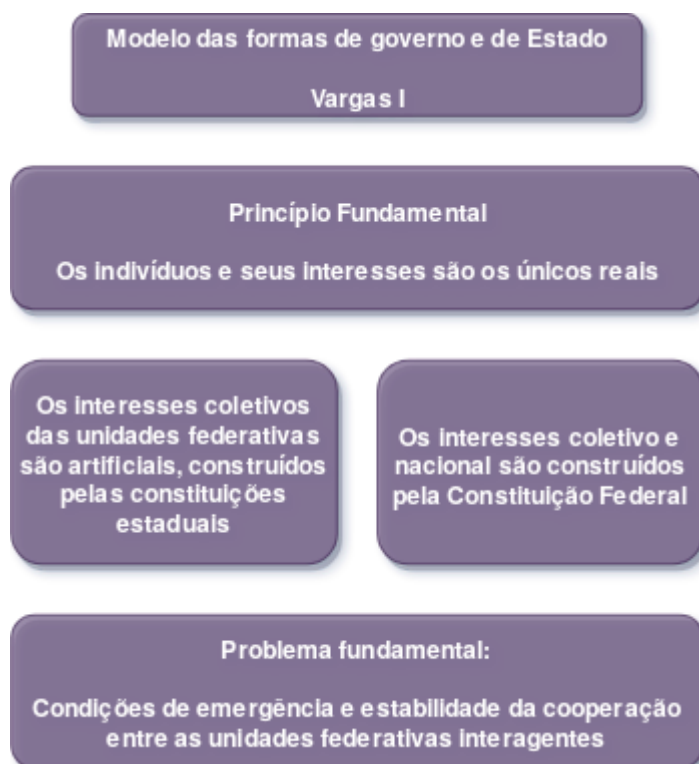 Modelo das formas de governo e de Estado
Vargas I
Princípio Fundamental
Os indivíduos e seus interesses são os únicos reais
Os interesses coletivos
das unidades federativas
são artificiais, construídos
pelas constituições
estaduais
Os interesses coletivo e
nacional são construídos
pela Constituição Federal
Problema fundamental:
Condições de emergência e estabilidade da cooperação
entre as unidades federativas interagentes